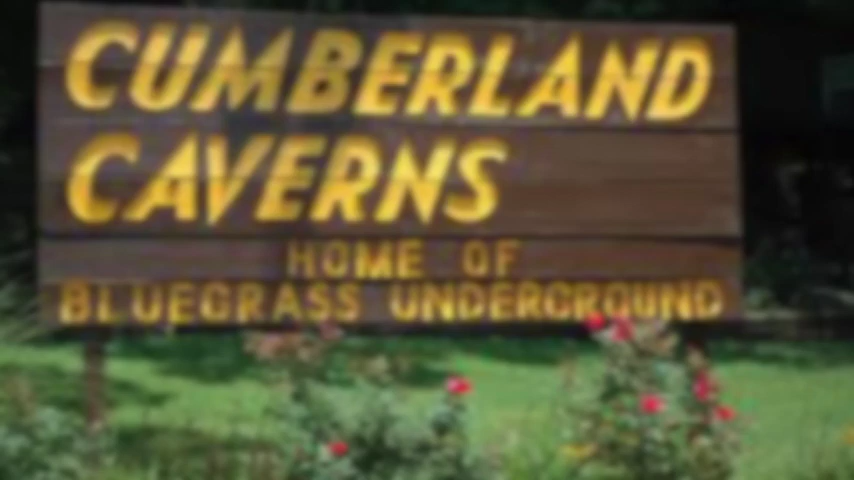 CUMBERLAND
CAVERNS
HOME OF
BLUEGRASS UNDERGROUND